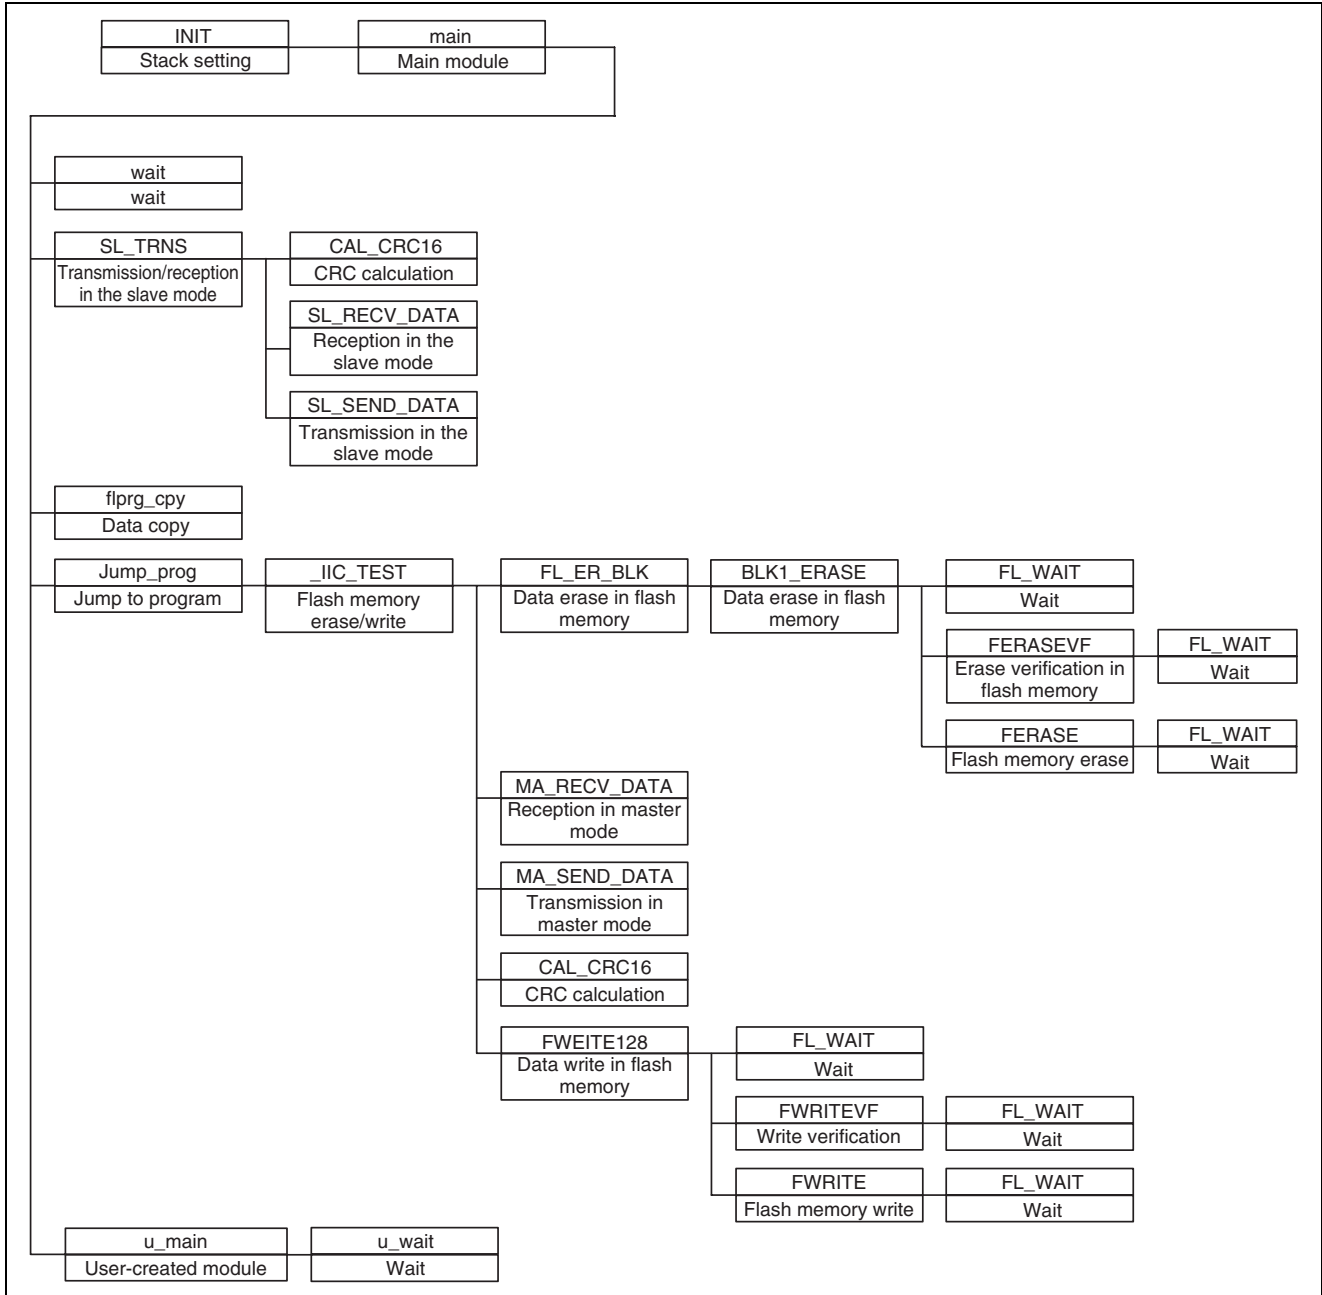 INIT
Stack setting
main
Main module
wait
wait
SL_TRNS
Transmission/reception
in the slave mode
CAL_CRC16
CRC calculation
SL_RECV_DATA
Reception in the
slave mode
SL_SEND_DATA
Transmission in the
slave mode
flprg_cpy
Data copy
Jump_prog
Jump to program
_IIC_TEST
Flash memory
erase/write
FL_ER_BLK
Data erase in flash
memory
BLK1_ERASE
Data erase in flash
memory
FL_WAIT
Wait
FERASEVF
Erase verification in
flash memory
FL_WAIT
Wait
FERASE
Flash memory erase
FL_WAIT
Wait
MA_RECV_DATA
Reception in master
mode
MA_SEND_DATA
Transmission in
master mode
CAL_CRC16
CRC calculation
FWEITE128
Data write in flash
memory
FL_WAIT
Wait
FWRITEVF
Write verification
FL_WAIT
Wait
FWRITE
Flash memory write
FL_WAIT
Wait
u_main
User-created module
u_wait
Wait